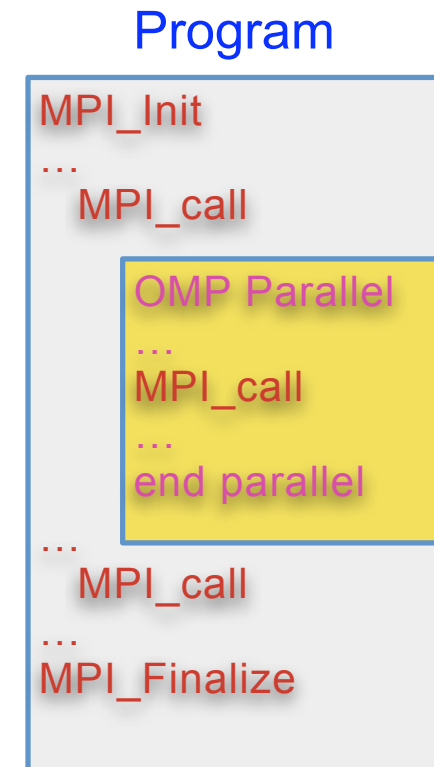 Program
MPI_Init
...
MPI_call
OMP Parallel
...
MPI_call
...
end parallel
...
MPI_call
...
MPI_Finalize